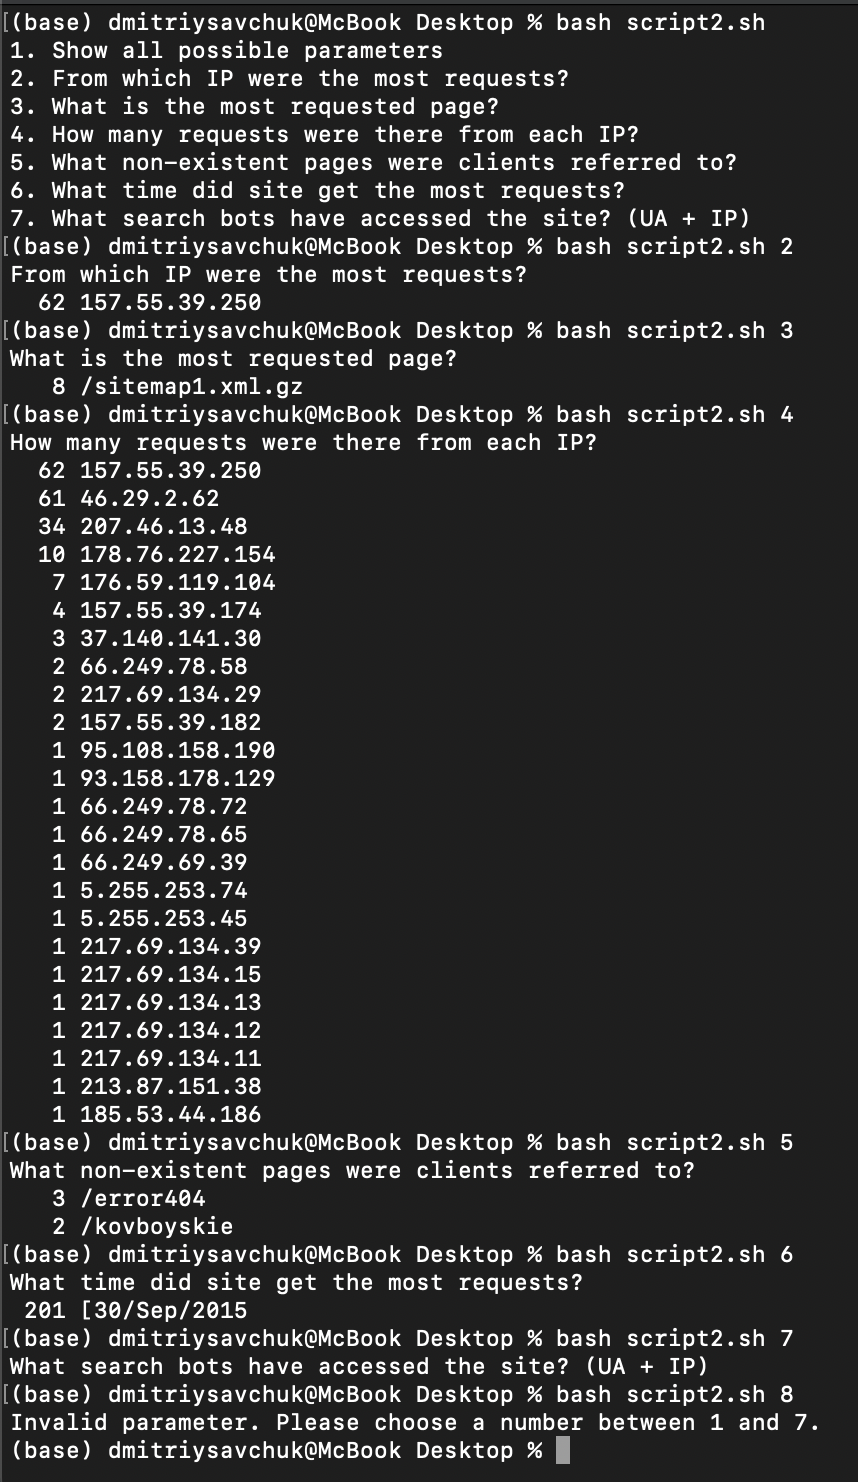 [(base) dmitriysavchuk@McBook Desktop % bash script2.sh
1. Show all possible parameters
2. From which IP were the most requests?
3. What is the most requested page?
4. How many requests were there from each IP?
5. What non-existent pages were clients referred to?
6. What time did site get the most requests?
7. What search bots have accessed the site? (UA + IP)
[(base) dmitriysavchuk@McBook Desktop % bash script2.sh 2
From which IP were the most requests?
  62 157.55.39.250
[(base) dmitriysavchuk@McBook Desktop % bash script2.sh 3
What is the most requested page?
   8 /sitemap1.xml.gz
[(base) dmitriysavchuk@McBook Desktop % bash script2.sh 4
How many requests were there from each IP?
  62 157.55.39.250
  61 46.29.2.62
  34 207.46.13.48
  10 178.76.227.154
   7 176.59.119.104
   4 157.55.39.174
   3 37.140.141.30
   2 66.249.78.58
   2 217.69.134.29
   2 157.55.39.182
   1 95.108.158.190
   1 93.158.178.129
   1 66.249.78.72
   1 66.249.78.65
   1 66.249.69.39
   1 5.255.253.74
   1 5.255.253.45
   1 217.69.134.39
   1 217.69.134.15
   1 217.69.134.13
   1 217.69.134.12
   1 217.69.134.11
   1 213.87.151.38
   1 185.53.44.186
[(base) dmitriysavchuk@McBook Desktop % bash script2.sh 5
What non-existent pages were clients referred to?
   3 /error404
   2 /kovboyskie
[(base) dmitriysavchuk@McBook Desktop % bash script2.sh 6
What time did site get the most requests?
 201 [30/Sep/2015
[(base) dmitriysavchuk@McBook Desktop % bash script2.sh 7
What search bots have accessed the site? (UA + IP)
[(base) dmitriysavchuk@McBook Desktop % bash script2.sh 8
Invalid parameter. Please choose a number between 1 and 7.
(base) dmitriysavchuk@McBook Desktop %